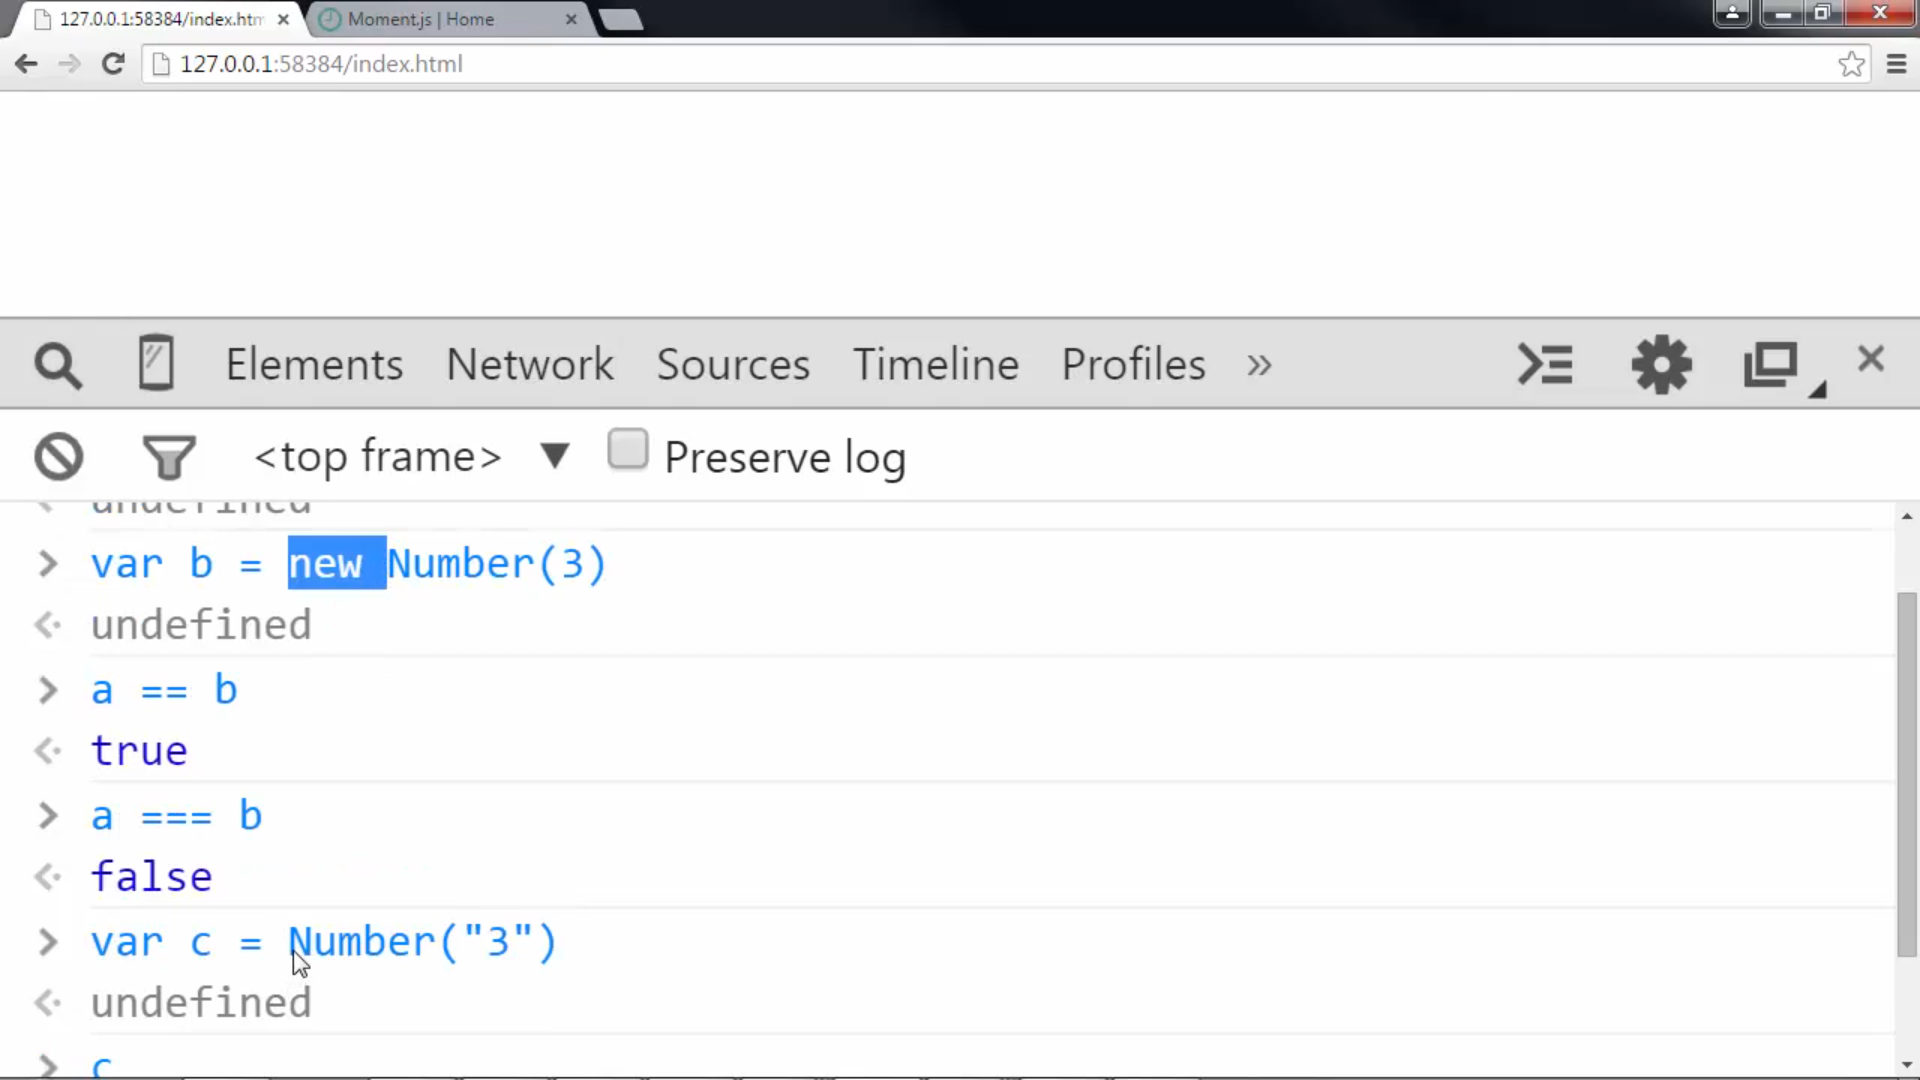 127.0.0.1:58384/index.htm
Moment.js | Home
127.0.0.1:58384/index.html
Elements Network Sources Timeline Profiles »
<top frame> ▼ Preserve log
undefined
> var b = new Number(3)
undefined
> a == b
true
> a === b
false
> var c = Number("3")
undefined
> c